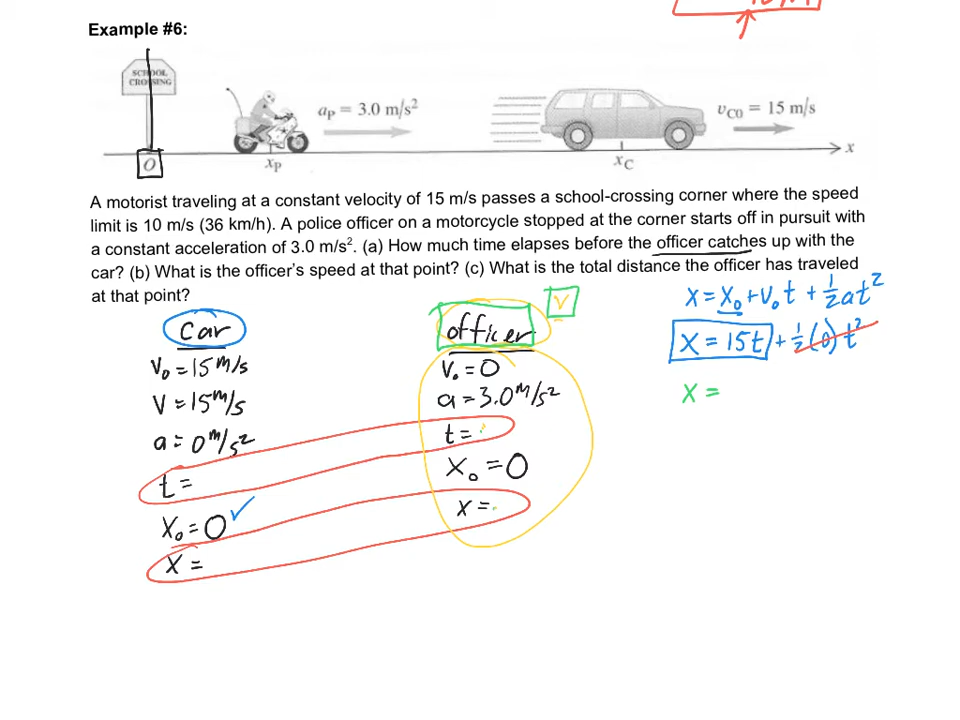 Example #6:
SCHOOL
CROSSING
aP = 3.0 m/s²
vC0 = 15 m/s
O
xP
xC
x
A motorist traveling at a constant velocity of 15 m/s passes a school-crossing corner where the speed
limit is 10 m/s (36 km/h). A police officer on a motorcycle stopped at the corner starts off in pursuit with
a constant acceleration of 3.0 m/s². (a) How much time elapses before the officer catches up with the
car? (b) What is the officer's speed at that point? (c) What is the total distance the officer has traveled
at that point?
x = x₀ + v₀t + ½at²
x = 15t + ½(0)t²
x =
car
v₀ = 15 m/s
v = 15 m/s
a = 0 m/s²
t =
x₀ = 0 ✓
x =
officer
v
v₀ = 0
a = 3.0 m/s²
t =
x₀ = 0
x =